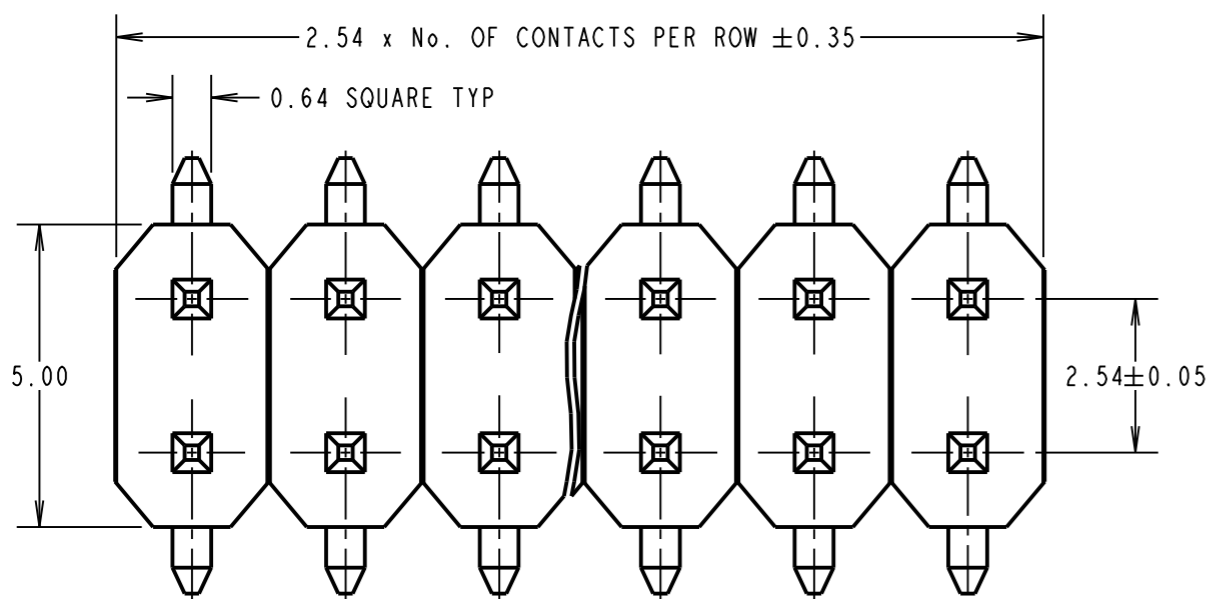 2.54 x No. OF CONTACTS PER ROW ±0.35
0.64 SQUARE TYP
5.00
2.54±0.05